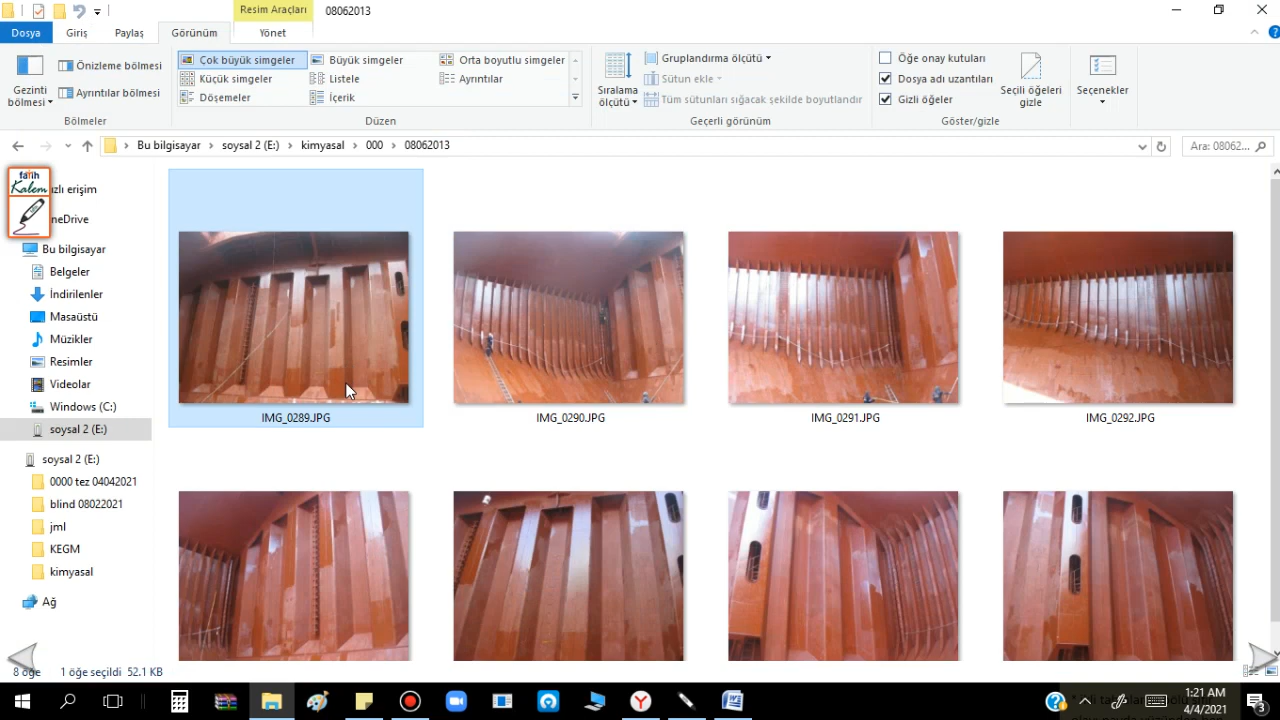 Resim Araçları
08062013
Dosya
Giriş
Paylaş
Görünüm
Yönet
Gezinti bölmesi
Önizleme bölmesi
Ayrıntılar bölmesi
Bölmeler
Çok büyük simgeler
Büyük simgeler
Orta boyutlu simgeler
Küçük simgeler
Listele
Ayrıntılar
Döşemeler
İçerik
Düzen
Sıralama ölçütü
Gruplandırma ölçütü
Sütun ekle
Tüm sütunları sığacak şekilde boyutlandır
Geçerli görünüm
Öğe onay kutuları
Dosya adı uzantıları
Gizli öğeler
Seçili öğeleri gizle
Göster/gizle
Seçenekler
Bu bilgisayar
soysal 2 (E:)
kimyasal
000
08062013
Ara: 08062...
fatih
Kalem
ızlı erişim
neDrive
Bu bilgisayar
Belgeler
İndirilenler
Masaüstü
Müzikler
Resimler
Videolar
Windows (C:)
soysal 2 (E:)
soysal 2 (E:)
0000 tez 04042021
blind 08022021
jml
KEGM
kimyasal
Ağ
IMG_0289.JPG
IMG_0290.JPG
IMG_0291.JPG
IMG_0292.JPG
8 öğe
1 öğe seçildi 52.1 KB
1:21 AM
4/4/2021
3